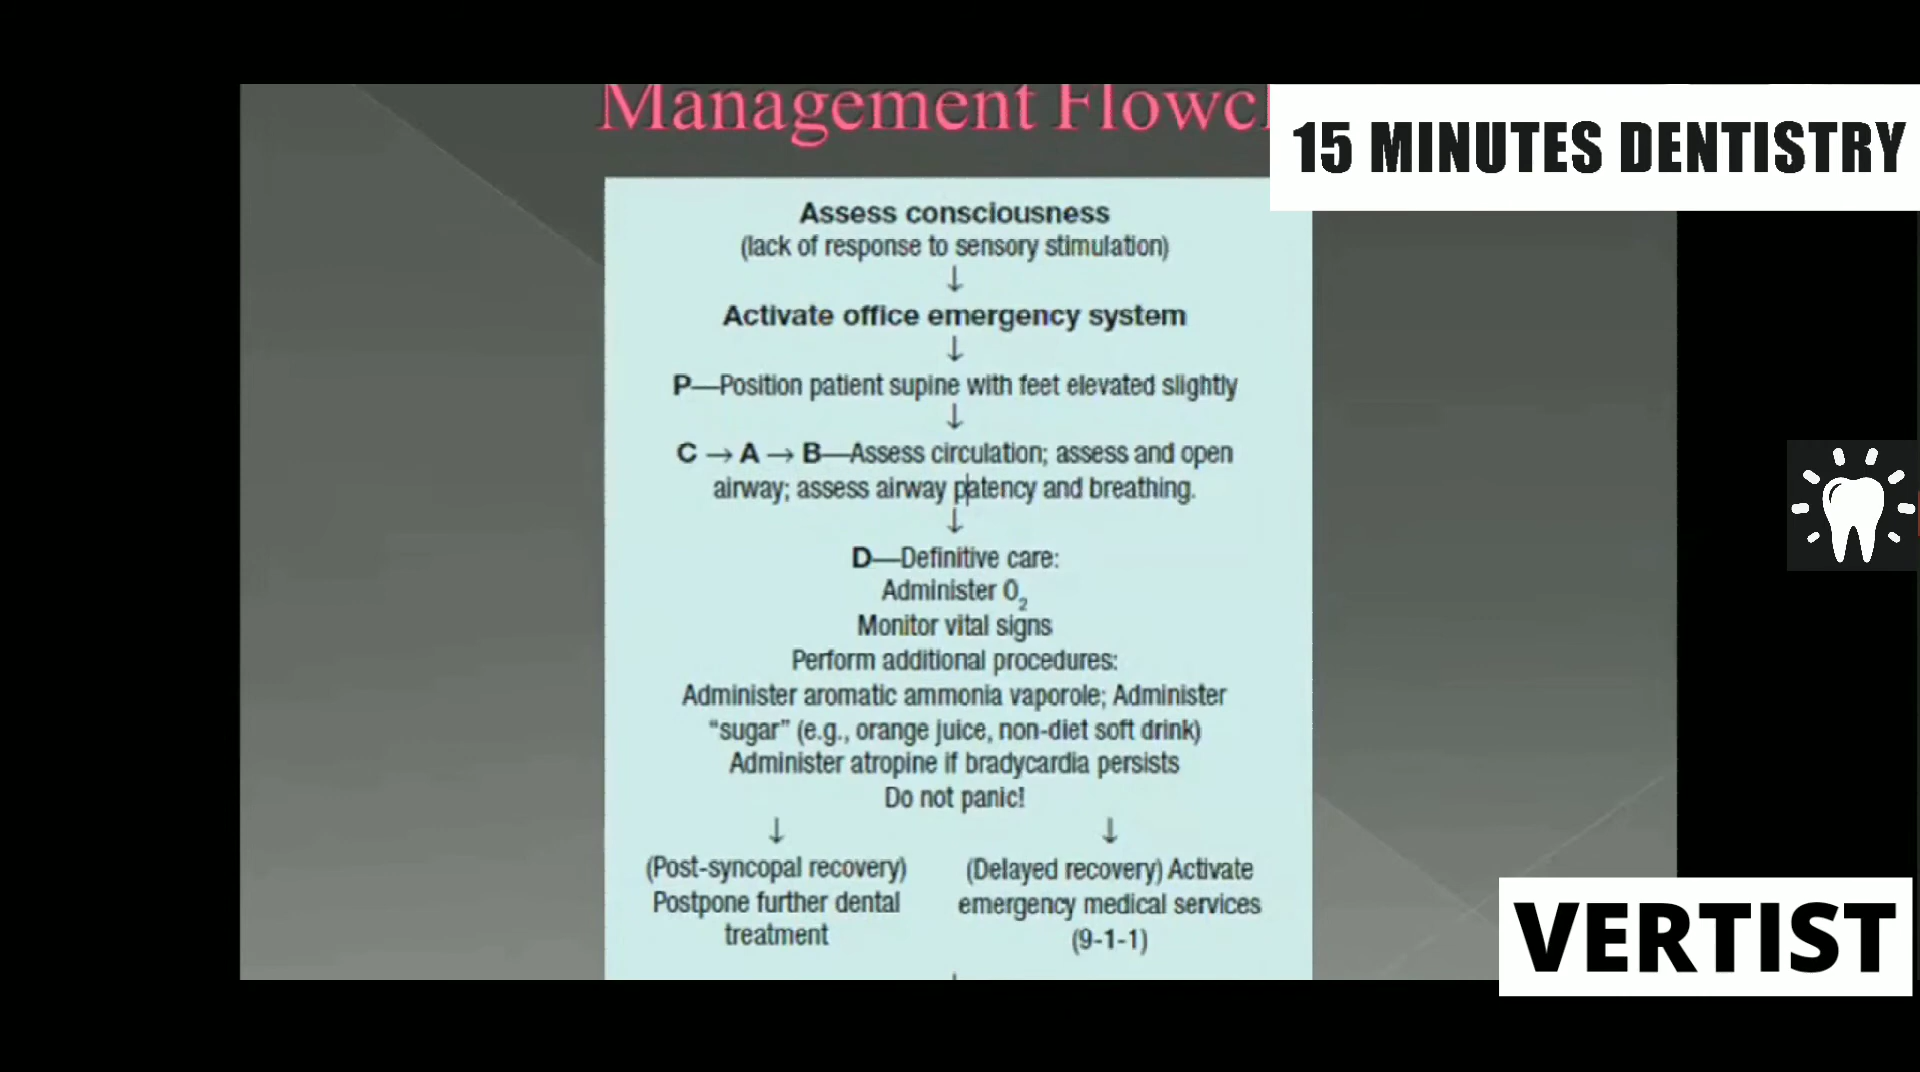 Management Flowc
15 MINUTES DENTISTRY
Assess consciousness
(lack of response to sensory stimulation)
↓
Activate office emergency system
↓
P—Position patient supine with feet elevated slightly
↓
C → A → B—Assess circulation; assess and open
airway; assess airway patency and breathing.
↓
D—Definitive care:
Administer O₂
Monitor vital signs
Perform additional procedures:
Administer aromatic ammonia vaporole; Administer
“sugar” (e.g., orange juice, non-diet soft drink)
Administer atropine if bradycardia persists
Do not panic!
↓ ↓
(Post-syncopal recovery)
Postpone further dental
treatment
(Delayed recovery) Activate
emergency medical services
(9-1-1)
VERTIST